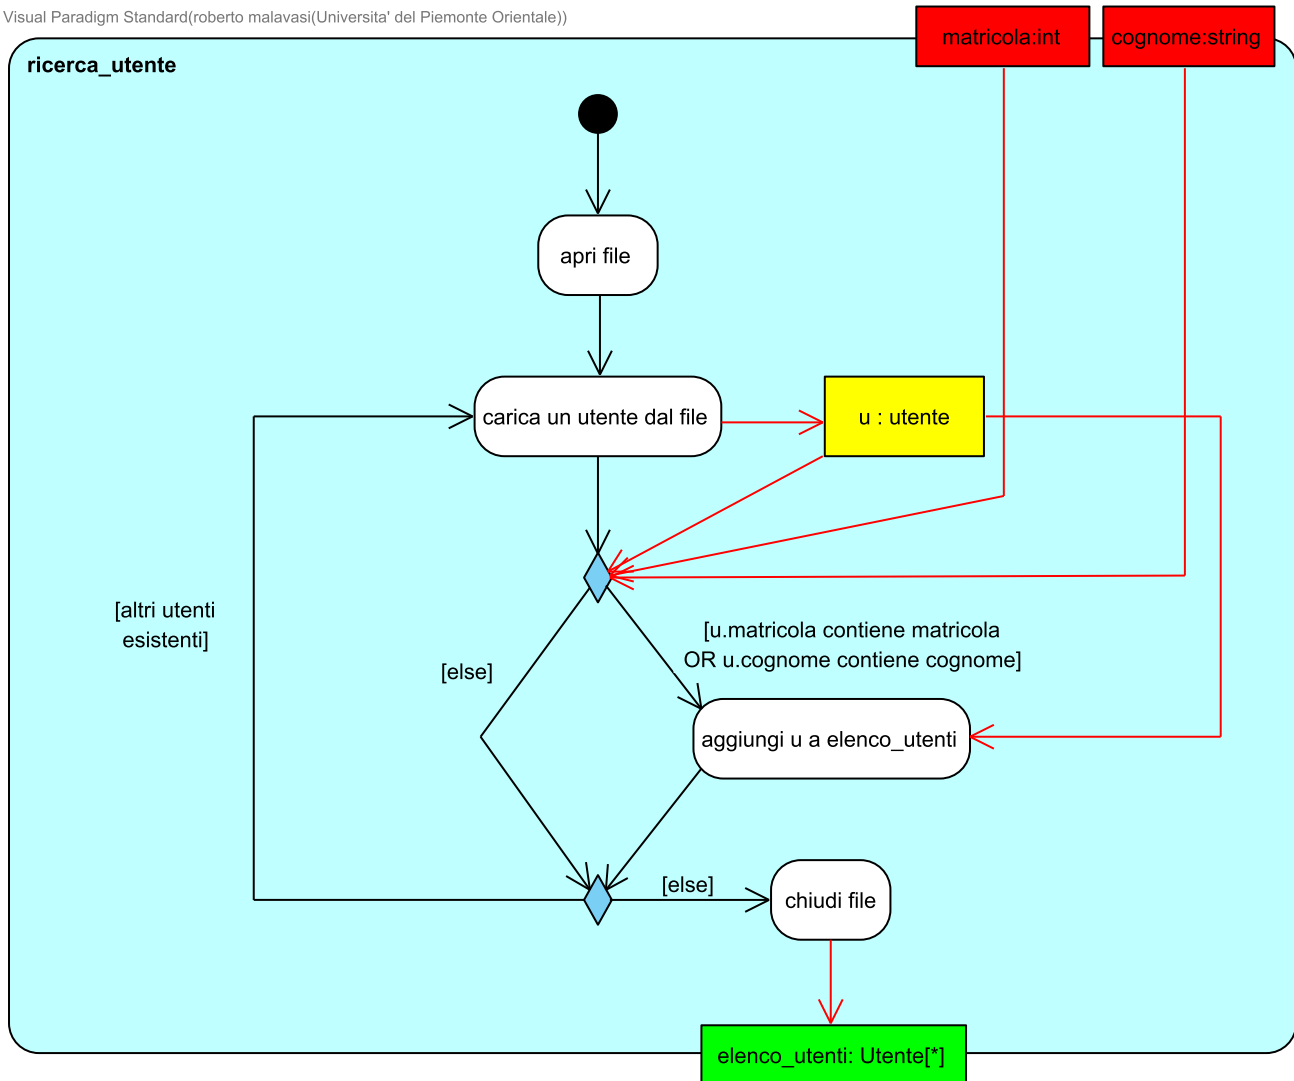 Visual Paradigm Standard(roberto malavasi(Universita' del Piemonte Orientale))
matricola:int
cognome:string
ricerca_utente
apri file
carica un utente dal file
u : utente
[altri utenti
esistenti]
[else]
[u.matricola contiene matricola
OR u.cognome contiene cognome]
aggiungi u a elenco_utenti
[else]
chiudi file
elenco_utenti: Utente[*]